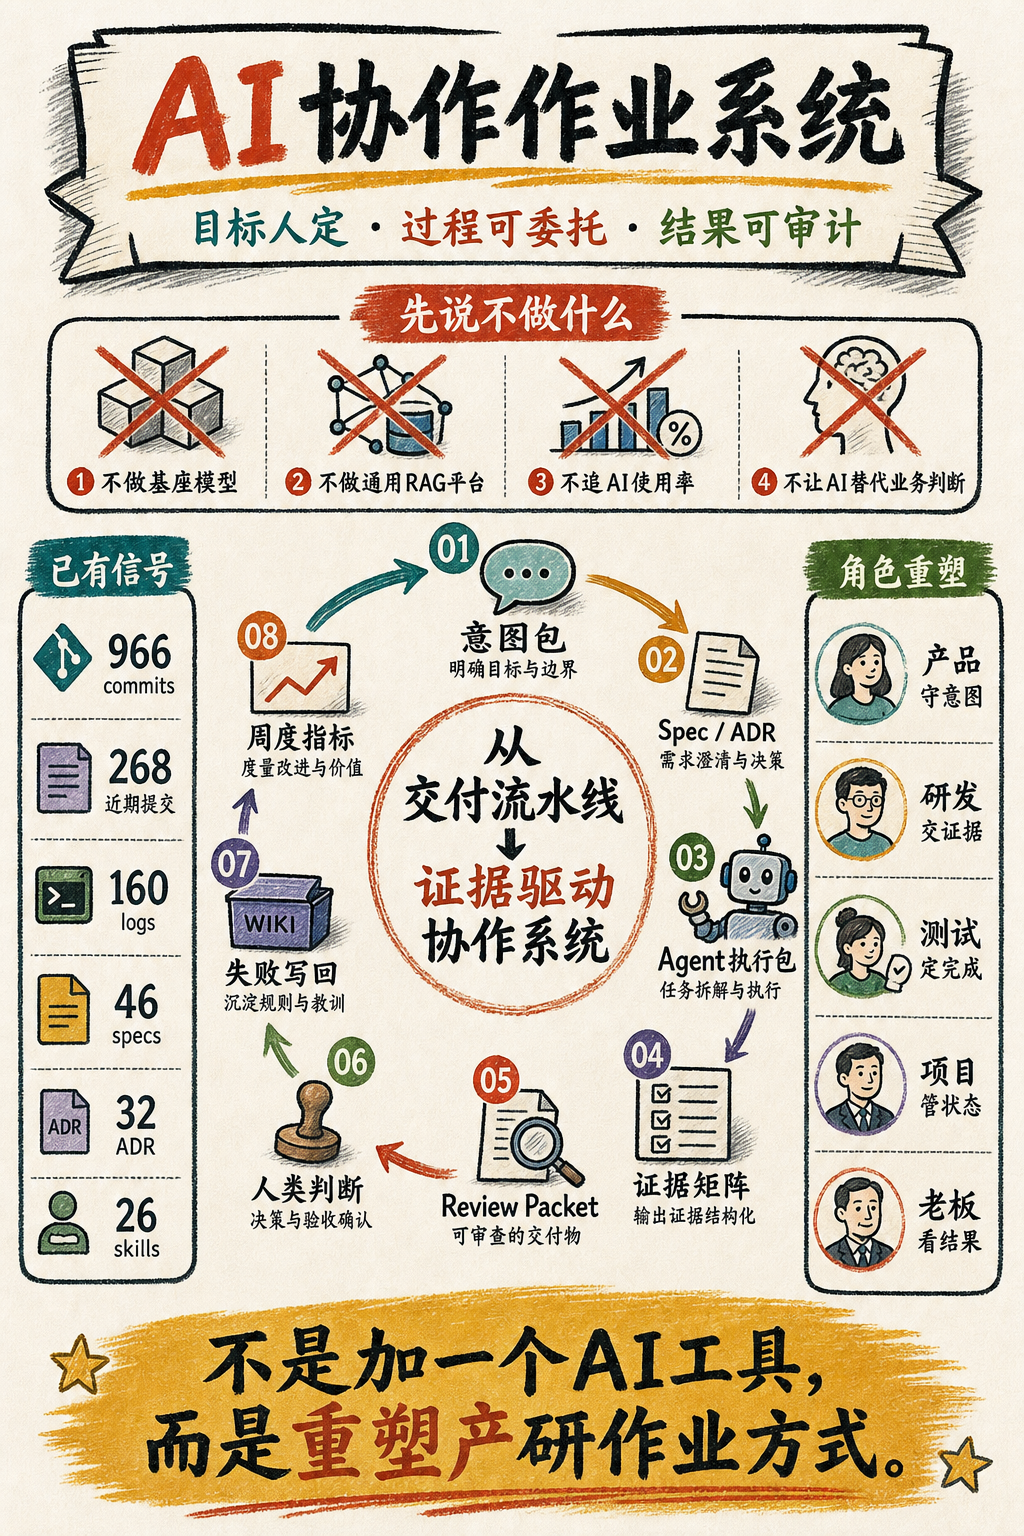 AI协作作业系统
目标人定 · 过程可委托 · 结果可审计
先说不做什么
1 不做基座模型
2 不做通用RAG平台
%
3 不追AI使用率
4 不让AI替代业务判断
已有信号
966
commits
268
近期提交
>_
160
logs
46
specs
ADR
32
ADR
26
skills
01
意图包
明确目标与边界
02
Spec / ADR
需求澄清与决策
03
Agent执行包
任务拆解与执行
04
证据矩阵
输出证据结构化
05
Review Packet
可审查的交付物
06
人类判断
决策与验收确认
07
WIKI
失败写回
沉淀规则与教训
08
周度指标
度量改进与价值
从
交付流水线
证据驱动
协作系统
角色重塑
产品
守意图
研发
交证据
测试
定完成
项目
管状态
老板
看结果
不是加一个AI工具，
而是重塑产研作业方式。